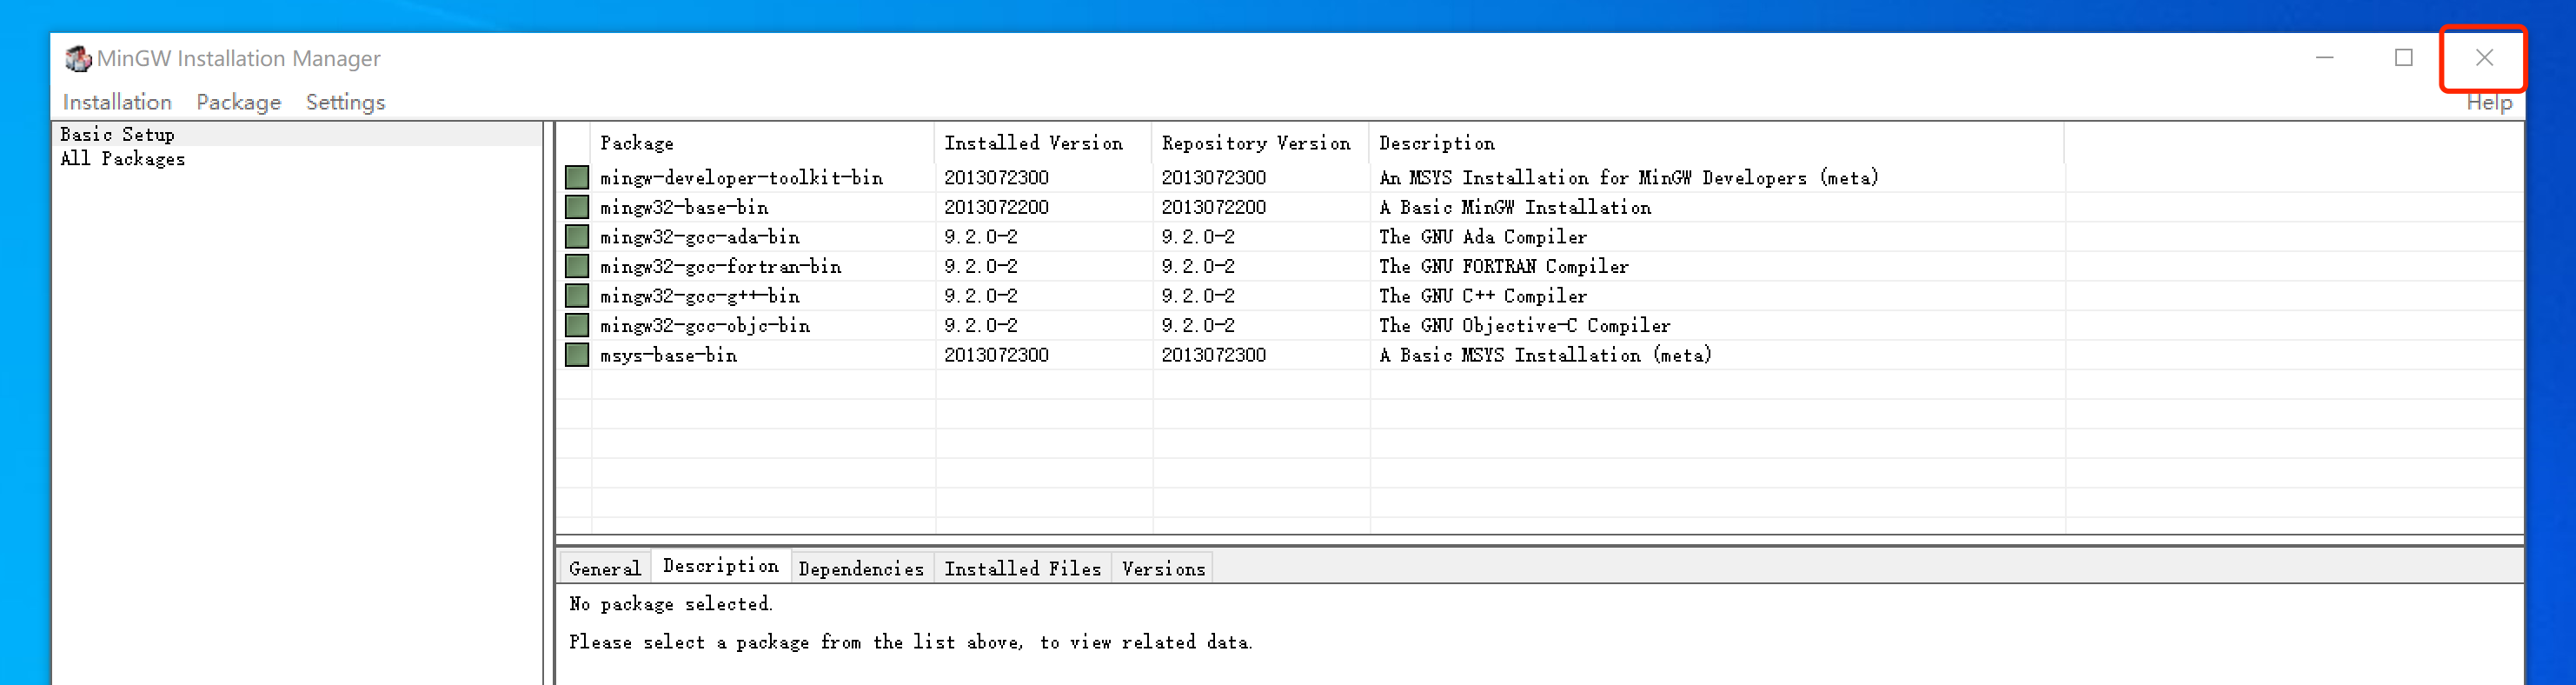 MinGW Installation Manager
Installation Package Settings Help
Basic Setup
All Packages
Package Installed Version Repository Version Description
mingw-developer-toolkit-bin 2013072300 2013072300 An MSYS Installation for MinGW Developers (meta)
mingw32-base-bin 2013072200 2013072200 A Basic MinGW Installation
mingw32-gcc-ada-bin 9.2.0-2 9.2.0-2 The GNU Ada Compiler
mingw32-gcc-fortran-bin 9.2.0-2 9.2.0-2 The GNU FORTRAN Compiler
mingw32-gcc-g++-bin 9.2.0-2 9.2.0-2 The GNU C++ Compiler
mingw32-gcc-objc-bin 9.2.0-2 9.2.0-2 The GNU Objective-C Compiler
msys-base-bin 2013072300 2013072300 A Basic MSYS Installation (meta)
General Description Dependencies Installed Files Versions
No package selected.
Please select a package from the list above, to view related data.